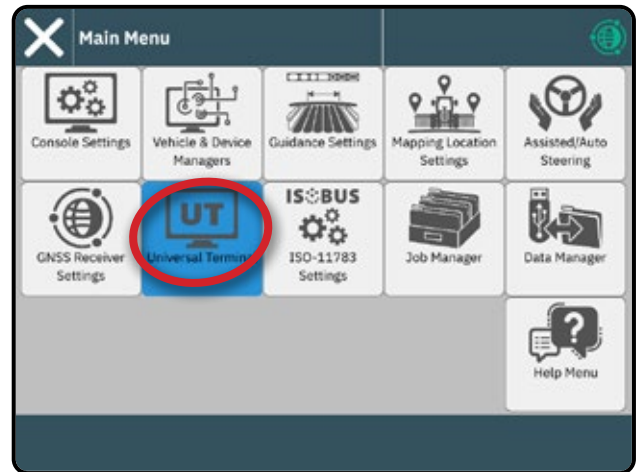 Main Menu
Console Settings
Vehicle & Device
Managers
Guidance Settings
Mapping Location
Settings
Assisted/Auto
Steering
GNSS Receiver
Settings
UT
Universal Termina
ISOBUS
ISO-11783
Settings
Job Manager
Data Manager
?
Help Menu